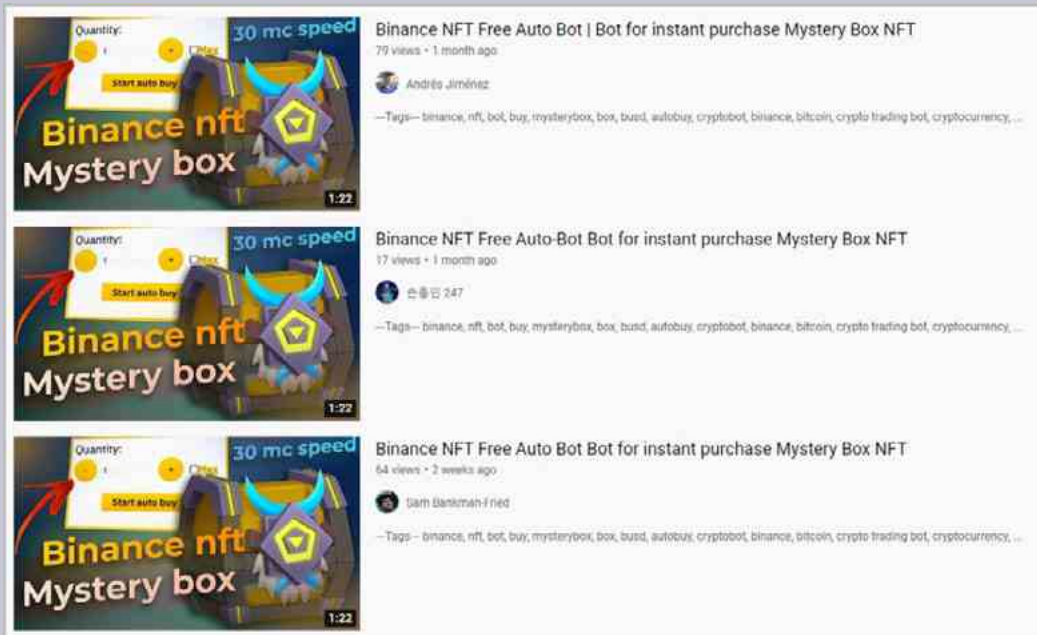 Quantity:
1
30 mc speed
Max
Start auto buy
Binance nft
Mystery box
1:22
Binance NFT Free Auto Bot | Bot for instant purchase Mystery Box NFT
79 views • 1 month ago
Andrés Jiménez
---Tags--- binance, nft, bot, buy, mysterybox, box, busd, autobuy, cryptobot, binance, bitcoin, crypto trading bot, cryptocurrency, ...
Quantity:
1
30 mc speed
Max
Start auto buy
Binance nft
Mystery box
1:22
Binance NFT Free Auto-Bot Bot for instant purchase Mystery Box NFT
17 views • 1 month ago
247
---Tags--- binance, nft, bot, buy, mysterybox, box, busd, autobuy, cryptobot, binance, bitcoin, crypto trading bot, cryptocurrency, ...
Quantity:
1
30 mc speed
Max
Start auto buy
Binance nft
Mystery box
1:22
Binance NFT Free Auto Bot Bot for instant purchase Mystery Box NFT
64 views • 2 weeks ago
Sam Bankman-Fried
---Tags--- binance, nft, bot, buy, mysterybox, box, busd, autobuy, cryptobot, binance, bitcoin, crypto trading bot, cryptocurrency, ...